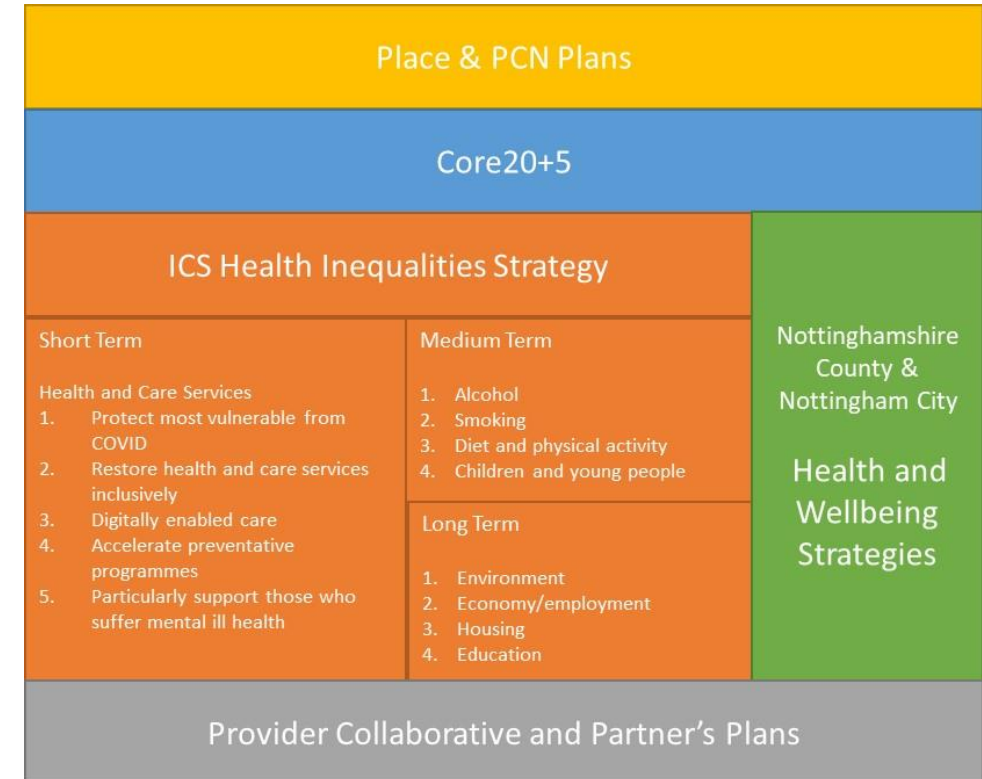 Place & PCN Plans
Core20+5
ICS Health Inequalities Strategy
Short Term
Health and Care Services
1. Protect most vulnerable from
COVID
2. Restore health and care services
inclusively
3. Digitally enabled care
4. Accelerate preventative
programmes
5. Particularly support those who
suffer mental ill health
Medium Term
1. Alcohol
2. Smoking
3. Diet and physical activity
4. Children and young people
Long Term
1. Environment
2. Economy/employment
3. Housing
4. Education
Nottinghamshire
County &
Nottingham City
Health and
Wellbeing
Strategies
Provider Collaborative and Partner’s Plans